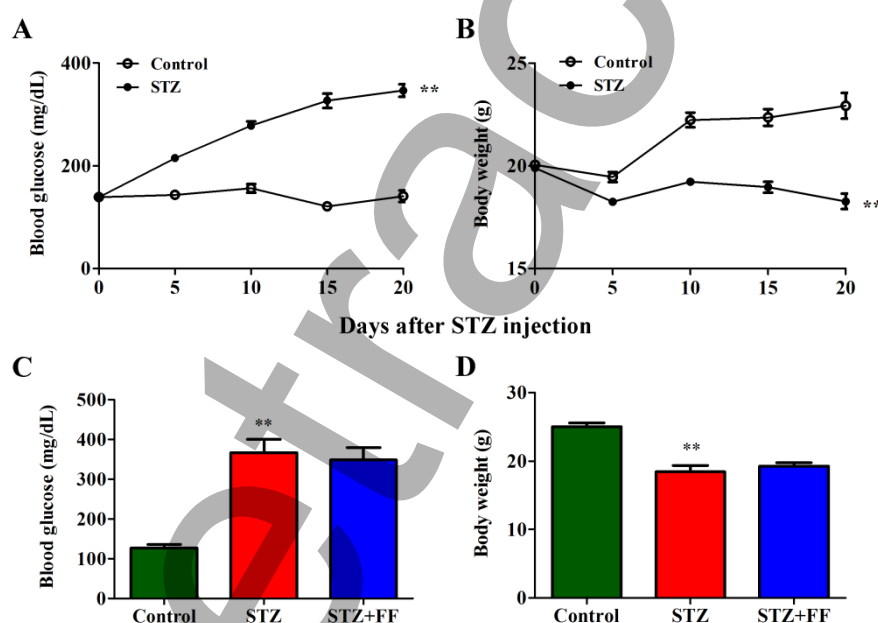 A
Control
STZ
Blood glucose (mg/dL)
400
200
0
**
0 5 10 15 20
B
Control
STZ
Body weight (g)
25
20
15
**
0 5 10 15 20
Days after STZ injection
C
Blood glucose (mg/dL)
500
400
300
200
100
0
**
Control STZ STZ+FF
D
Body weight (g)
30
20
10
0
**
Control STZ STZ+FF
etrac